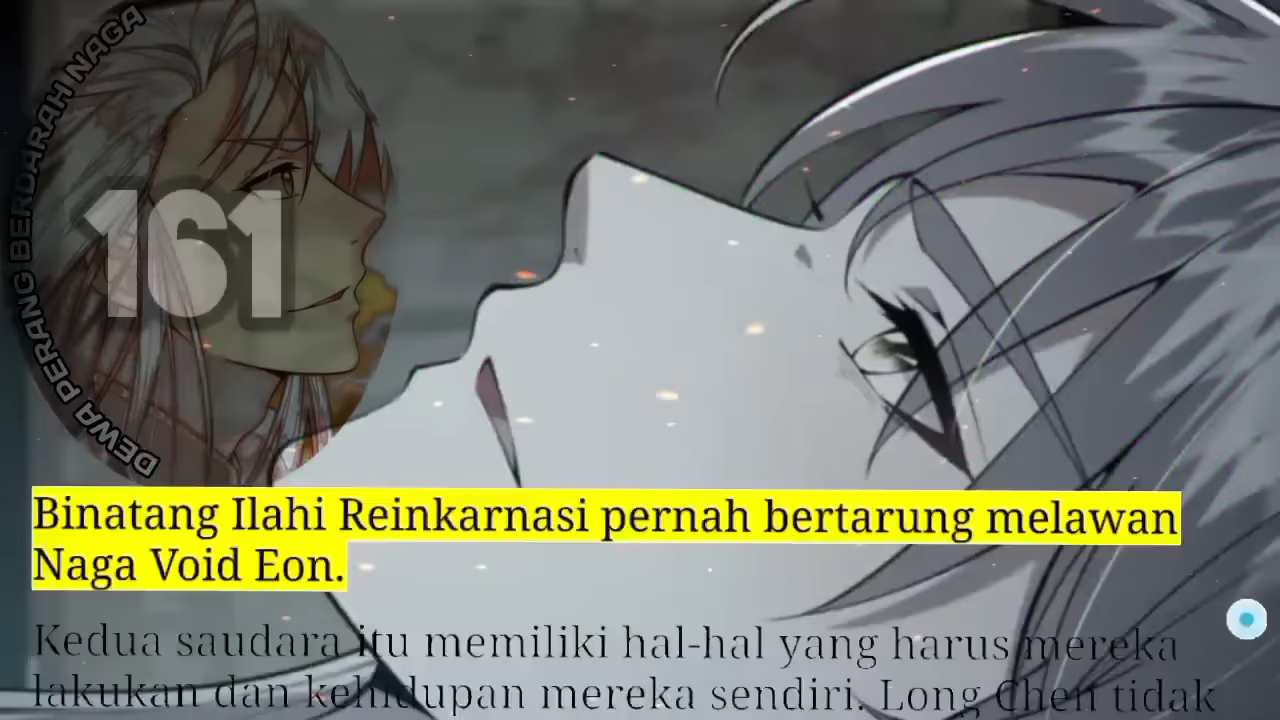 DEWA PERANG BERDARAH NAGA
161
Binatang Ilahi Reinkarnasi pernah bertarung melawan
Naga Void Eon.
Kedua saudara itu memiliki hal-hal yang harus mereka
lakukan dan kehidupan mereka sendiri. Long Chen tidak